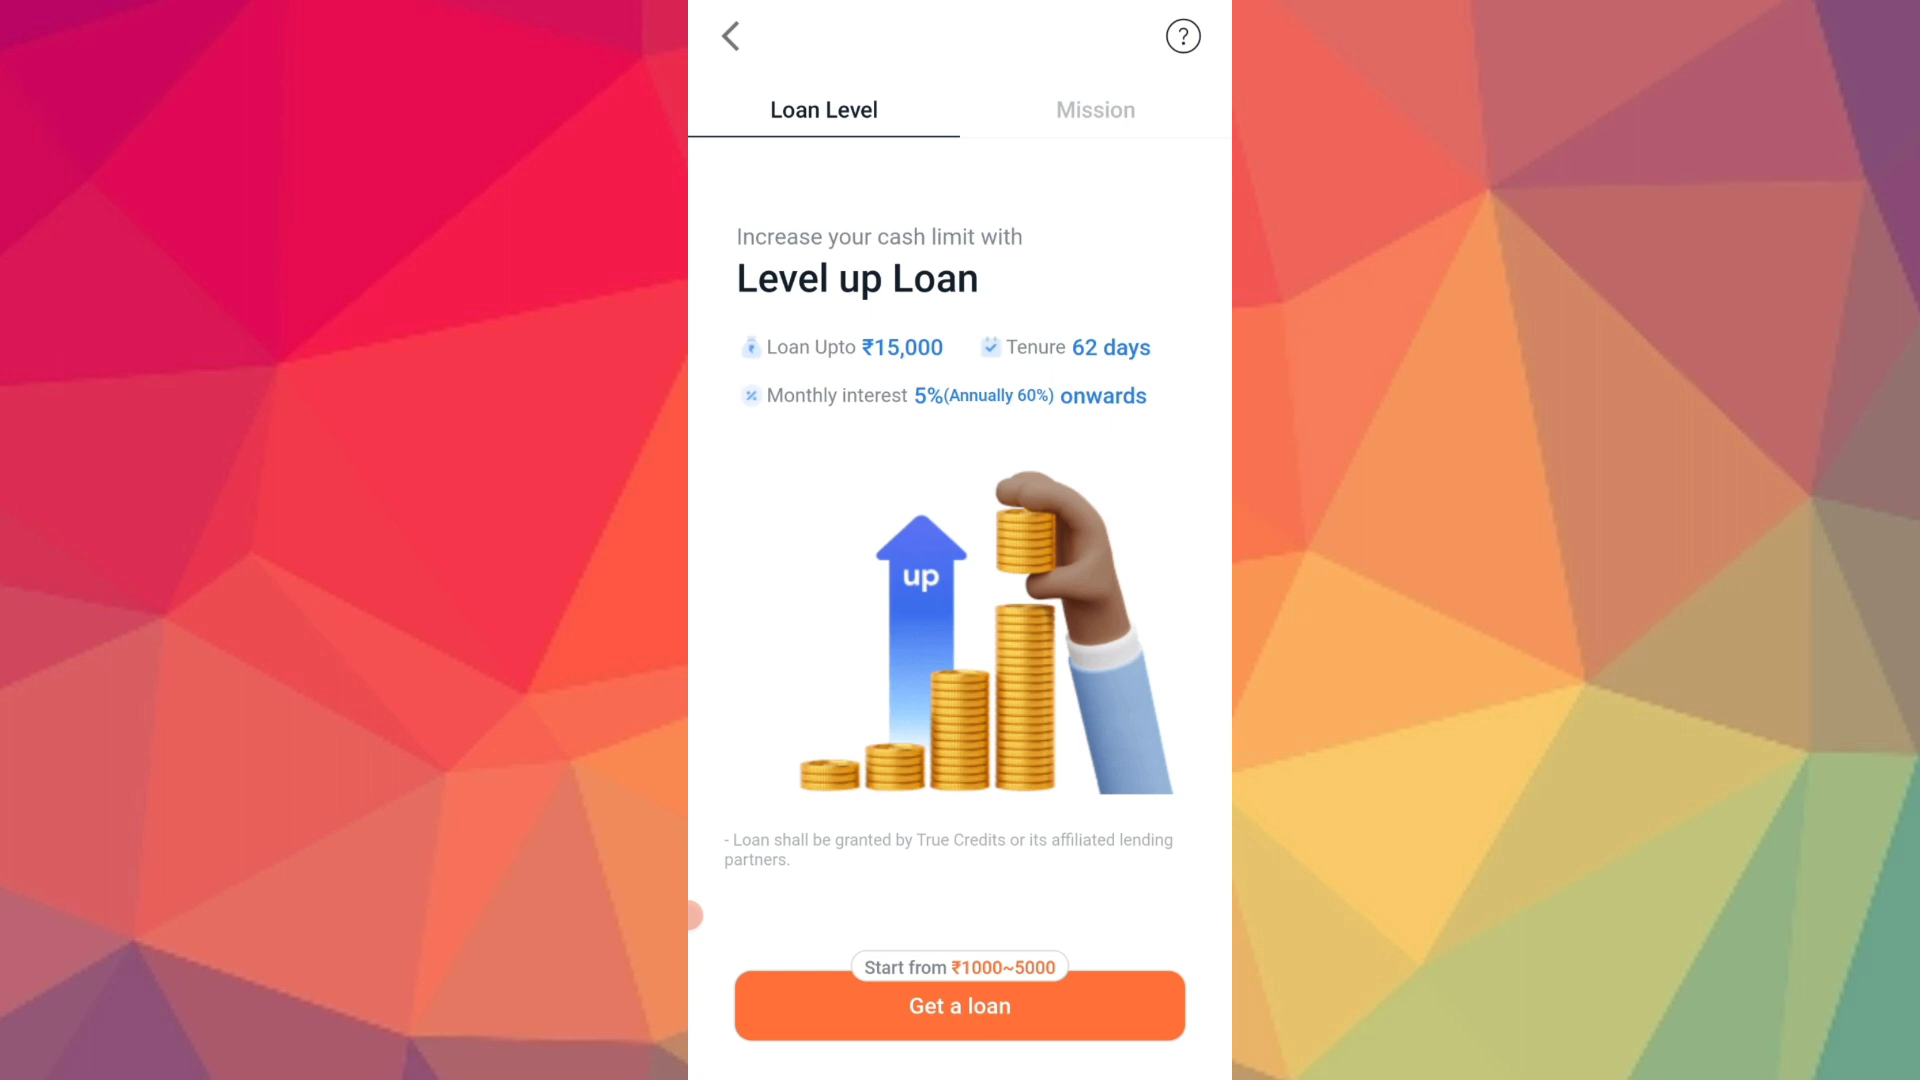 ?
Loan Level Mission
Increase your cash limit with
Level up Loan
Loan Upto ₹15,000 Tenure 62 days
Monthly interest 5%(Annually 60%) onwards
up
- Loan shall be granted by True Credits or its affiliated lending
partners.
Start from ₹1000~5000
Get a loan